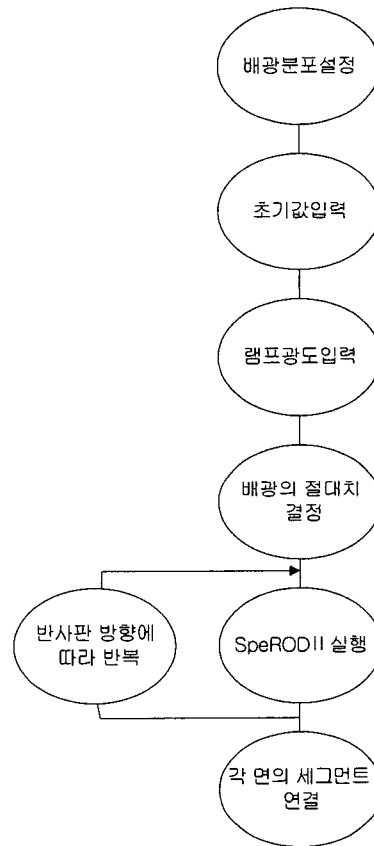 배광분포설정
초기값입력
램프광도입력
배광의 절대치
결정
반사판 방향에
따라 반복
SpeRODII 실행
각 면의 세그먼트
연결